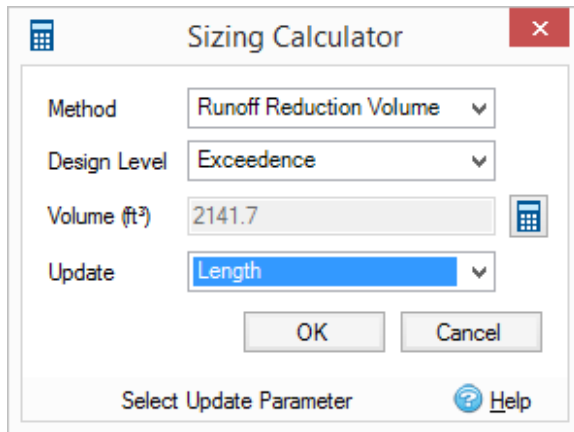 Sizing Calculator
Method Runoff Reduction Volume
Design Level Exceedence
Volume (ft³) 2141.7
Update Length
OK Cancel
Select Update Parameter Help